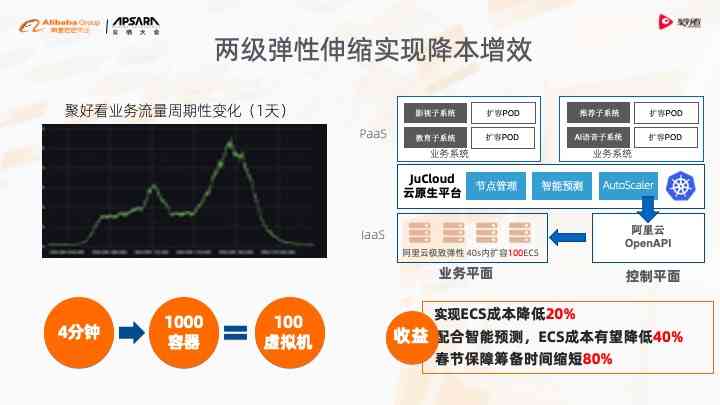 Alibaba Group
阿里巴巴集团
APSARA
云栖大会
聚好看
两级弹性伸缩实现降本增效
聚好看业务流量周期性变化（1天）
PaaS
影视子系统 扩容POD
教育子系统 扩容POD
业务系统
推荐子系统 扩容POD
AI语音子系统 扩容POD
业务系统
JuCloud
云原生平台
节点管理
智能预测
AutoScaler
IaaS
阿里云极致弹性 40s内扩容100ECS
业务平面
阿里云
OpenAPI
控制平面
4分钟
1000
容器
100
虚拟机
收益
实现ECS成本降低20%
配合智能预测，ECS成本有望降低40%
春节保障筹备时间缩短80%